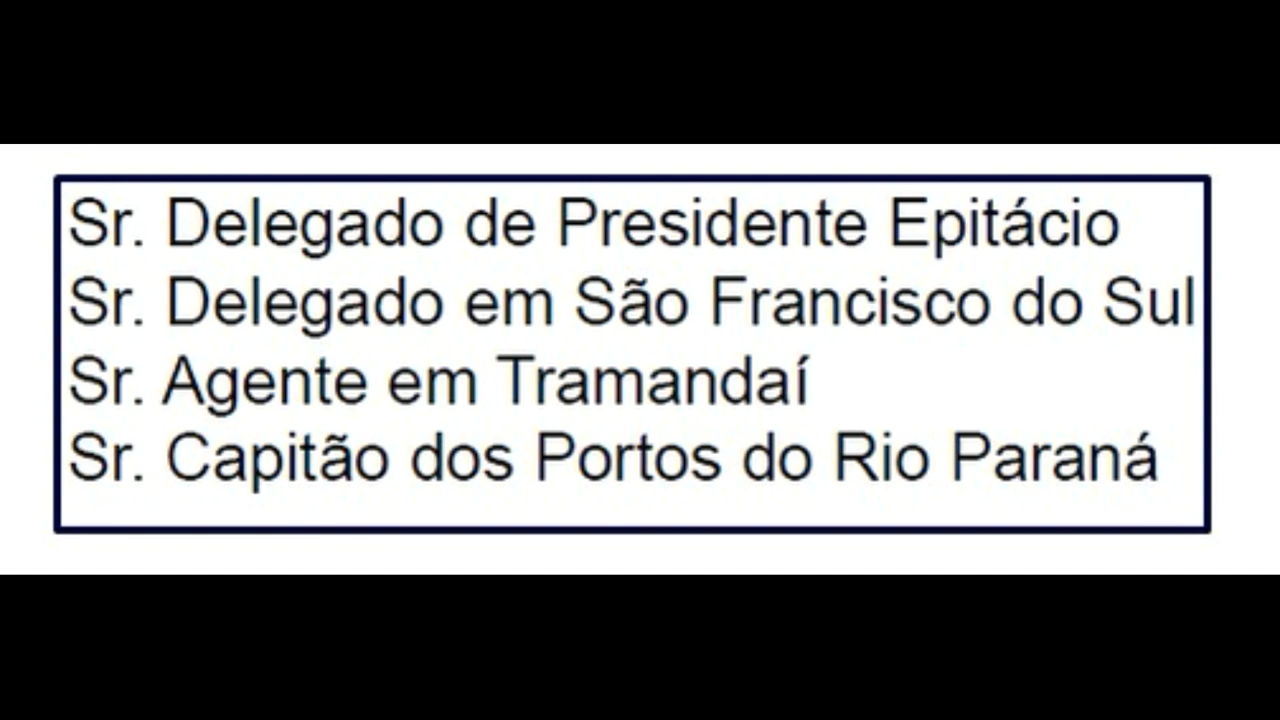 Sr. Delegado de Presidente Epitácio
Sr. Delegado em São Francisco do Sul
Sr. Agente em Tramandaí
Sr. Capitão dos Portos do Rio Paraná